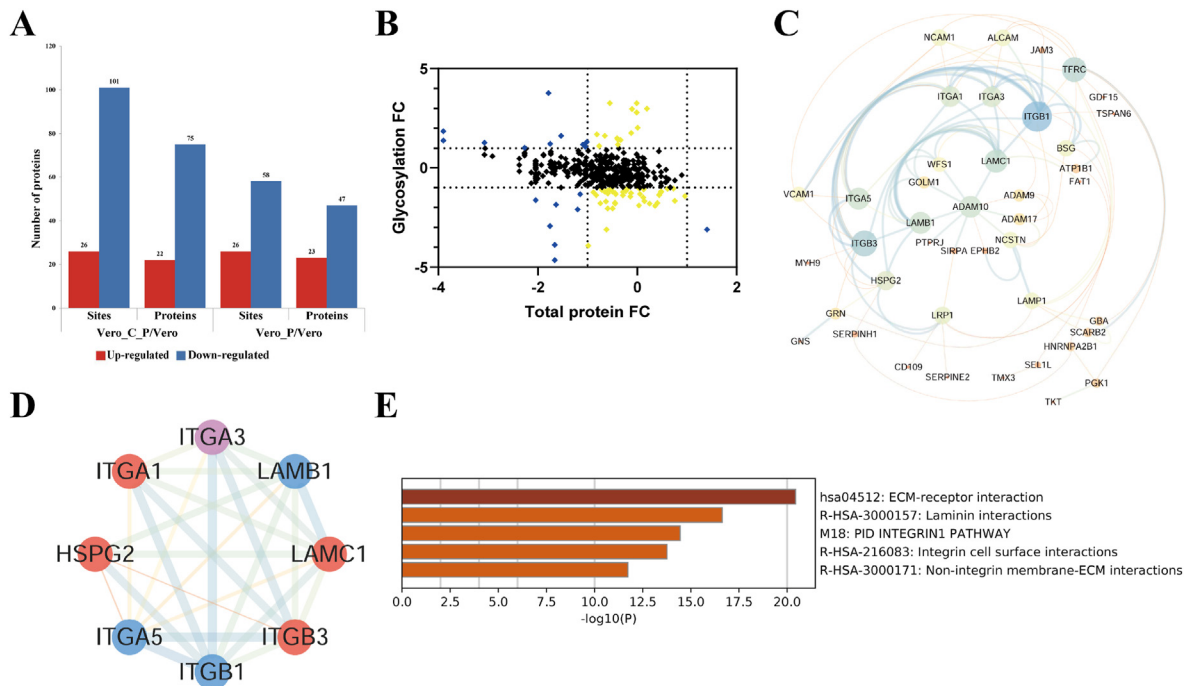 A
Number of proteins
120
100
80
60
40
20
0
101
75
58
47
26
22
26
23
Sites
Proteins
Sites
Proteins
Vero_C_P/Vero
Vero_P/Vero
Up-regulated
Down-regulated
B
Glycosylation FC
5
0
-5
-4
-2
0
2
Total protein FC
C
NCAM1
ALCAM
JAM3
TFRC
ITGA1
ITGA3
GDF15
ITGB1
TSPAN6
BSG
LAMC1
WFS1
ATP1B1
GOLM1
FAT1
VCAM1
ITGA5
ADAM9
ADAM10
ADAM17
LAMB1
ITGB3
PTPRJ
NCSTN
SIRPA
EPHB2
MYH9
HSPG2
LAMP1
GRN
LRP1
GBA
SERPINH1
SCARB2
GNS
HNRNPA2B1
CD109
SEL1L
SERPINE2
TMX3
PGK1
TKT
D
ITGA3
ITGA1
LAMB1
HSPG2
LAMC1
ITGA5
ITGB3
ITGB1
E
hsa04512: ECM-receptor interaction
R-HSA-3000157: Laminin interactions
M18: PID INTEGRIN1 PATHWAY
R-HSA-216083: Integrin cell surface interactions
R-HSA-3000171: Non-integrin membrane-ECM interactions
0.0
2.5
5.0
7.5
10.0
12.5
15.0
17.5
20.0
-log10(P)